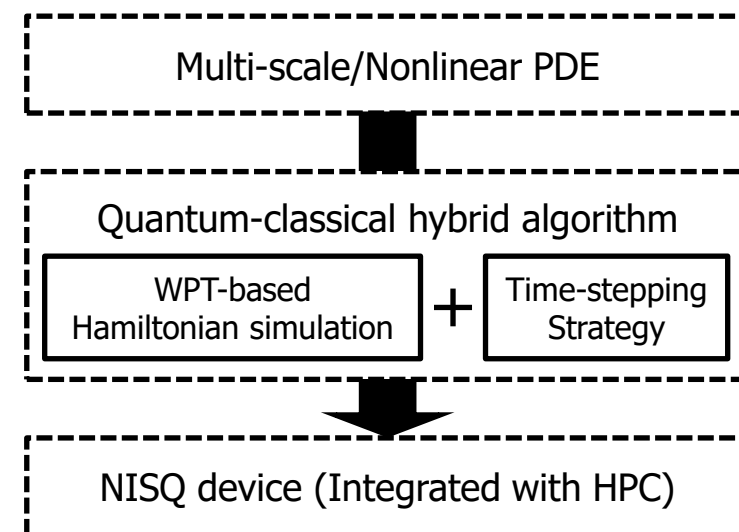 Multi-scale/Nonlinear PDE
Quantum-classical hybrid algorithm
WPT-based
Hamiltonian simulation
+
Time-stepping
Strategy
NISQ device (Integrated with HPC)